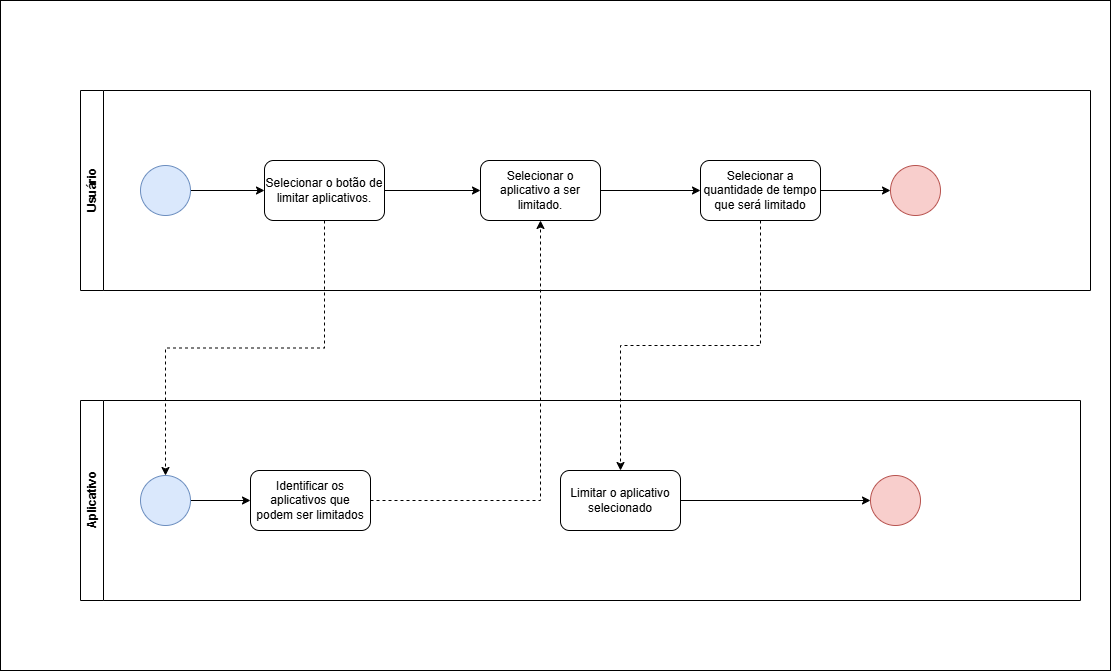 Usuário
Selecionar o botão de
limitar aplicativos.
Selecionar o
aplicativo a ser
limitado.
Selecionar a
quantidade de tempo
que será limitado
Aplicativo
Identificar os
aplicativos que
podem ser limitados
Limitar o aplicativo
selecionado